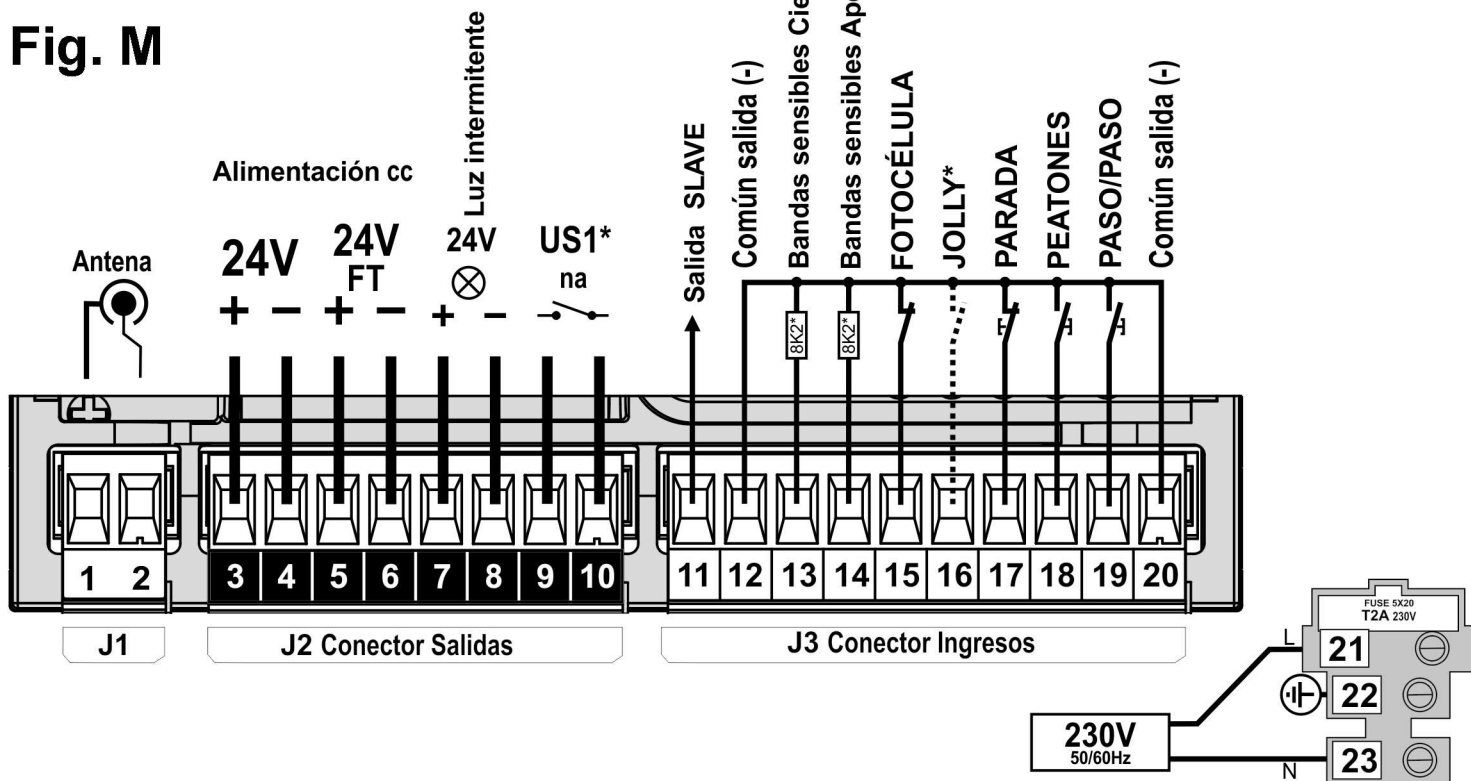 Fig. M
Antena
Alimentación cc
24V
+ −
24V
FT
+ −
Luz intermitente
24V
+ −
US1*
na
Salida SLAVE
Común salida (-)
Bandas sensibles
8K2*
Bandas sensibles
8K2*
FOTOCÉLULA
JOLLY*
PARADA
PEATONES
PASO/PASO
Común salida (-)
1 2
3 4 5 6 7 8 9 10
11 12 13 14 15 16 17 18 19 20
J1
J2 Conector Salidas
J3 Conector Ingresos
FUSE 5X20
T2A 230V
L
21
22
230V
50/60Hz
N
23